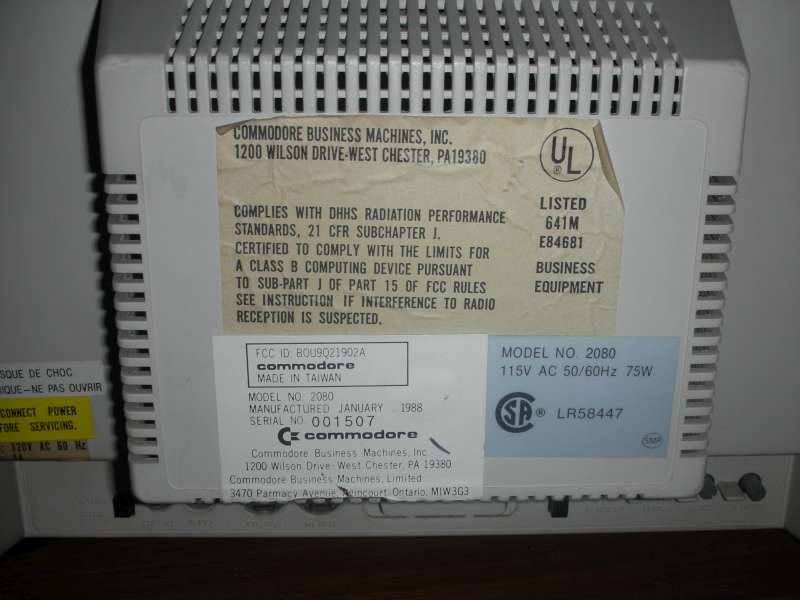 COMMODORE BUSINESS MACHINES, INC.
1200 WILSON DRIVE-WEST CHESTER, PA19380
UL
®
LISTED
641M
E84681
BUSINESS
EQUIPMENT
COMPLIES WITH DHHS RADIATION PERFORMANCE
STANDARDS, 21 CFR SUBCHAPTER J.
CERTIFIED TO COMPLY WITH THE LIMITS FOR
A CLASS B COMPUTING DEVICE PURSUANT
TO SUB-PART J OF PART 15 OF FCC RULES
SEE INSTRUCTION IF INTERFERENCE TO RADIO
RECEPTION IS SUSPECTED.
FCC ID: BOU9Q21902A
commodore
MADE IN TAIWAN
MODEL NO. 2080
MANUFACTURED JANUARY . 1988
SERIAL NO. 001507
commodore
Commodore Business Machines, Inc.
1200 Wilson Drive· West Chester, PA 19380
Commodore Business Machines, Limited
3470 Parmacy Avenue, Agincourt·Ontario, M1W3G3
MODEL NO. 2080
115V AC 50/60Hz 75W
SA ® LR58447
SMP
SQUE DE CHOC
IQUE-NE PAS OUVRIR
CONNECT POWER
FORE SERVICING.
: 120V AC 60 Hz